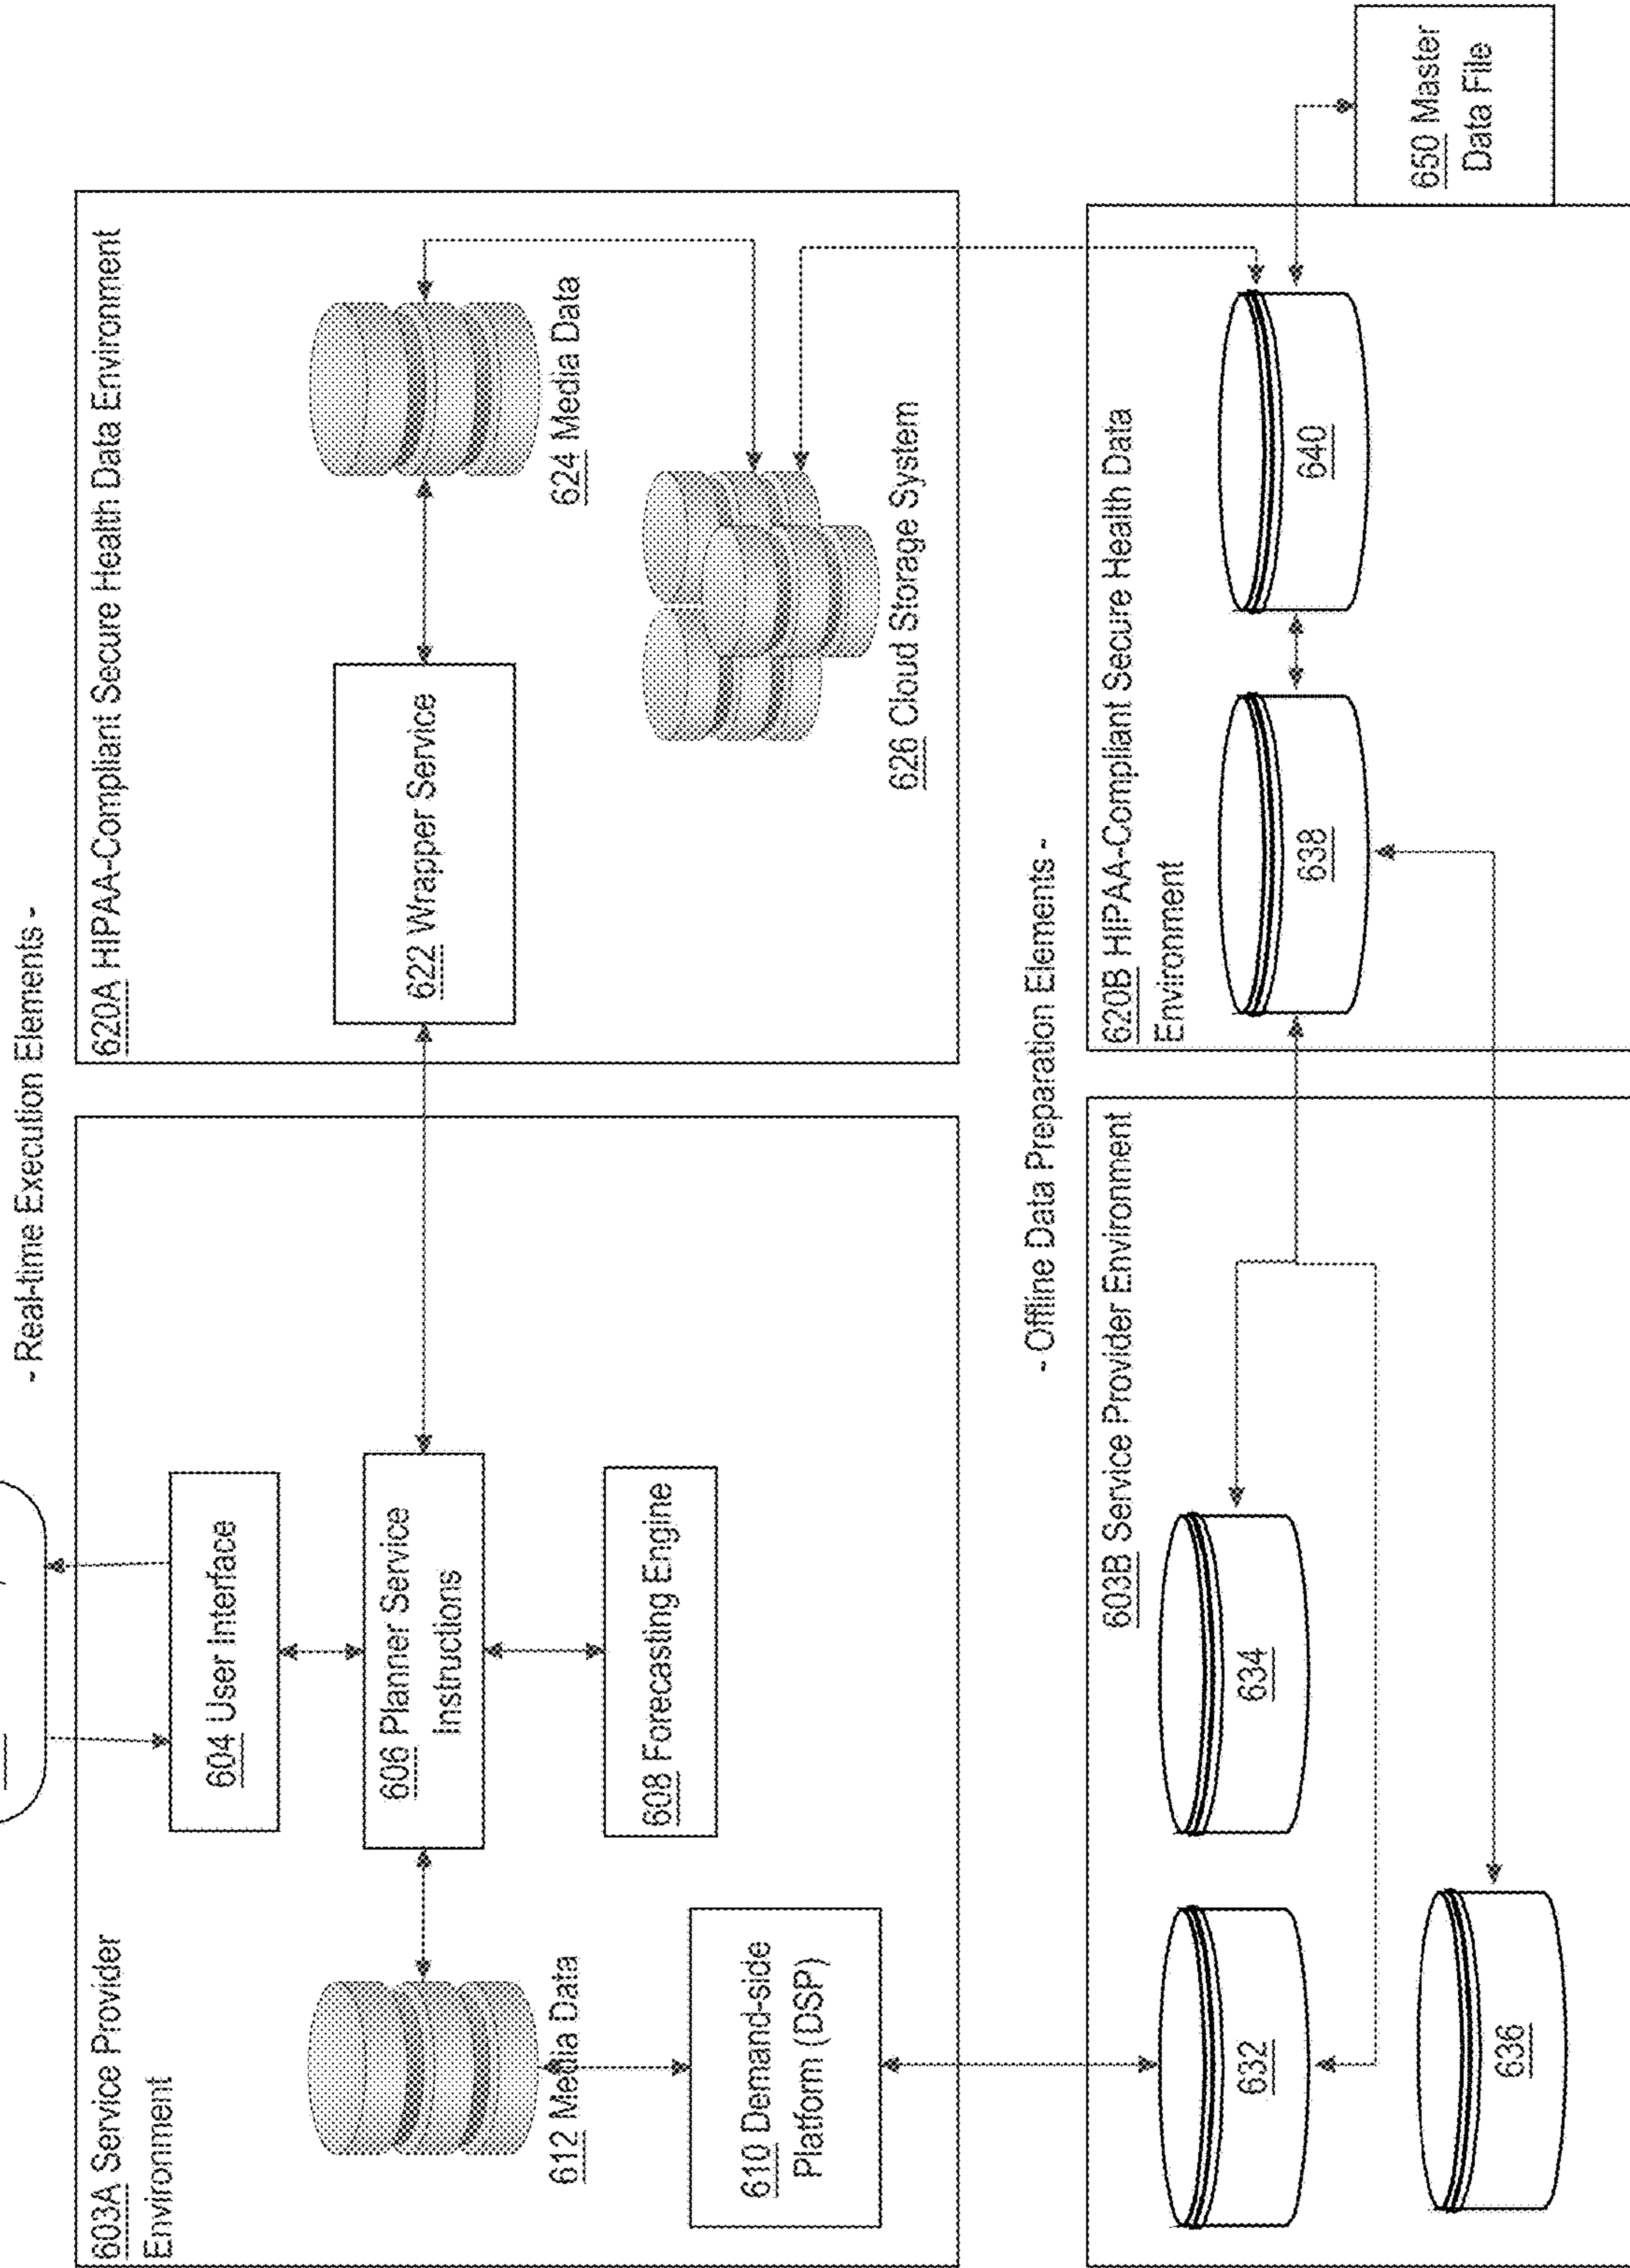 - Real-time Execution Elements -
603A Service Provider
Environment
604 User Interface
606 Planner Service
Instructions
608 Forecasting Engine
612 Media Data
610 Demand-side
Platform (DSP)
620A HIPAA-Compliant Secure Health Data Environment
622 Wrapper Service
624 Media Data
626 Cloud Storage System
- Offline Data Preparation Elements -
603B Service Provider Environment
632
634
636
620B HIPAA-Compliant Secure Health Data
Environment
638
640
650 Master
Data File